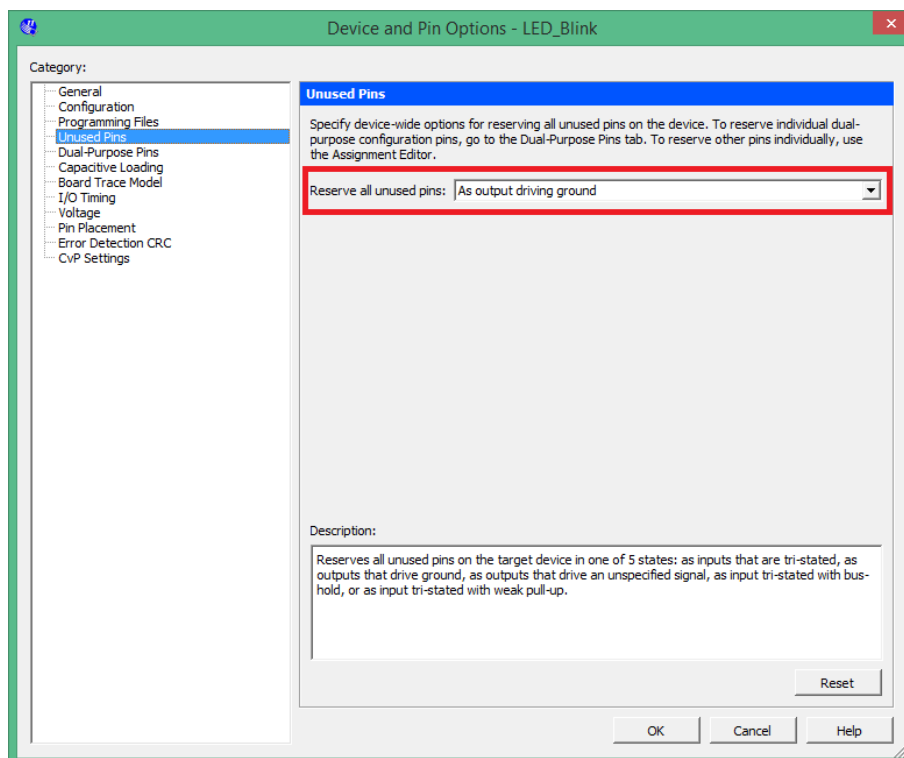 Device and Pin Options - LED_Blink
Category:
General
Configuration
Programming Files
Unused Pins
Dual-Purpose Pins
Capacitive Loading
Board Trace Model
I/O Timing
Voltage
Pin Placement
Error Detection CRC
CvP Settings
Unused Pins
Specify device-wide options for reserving all unused pins on the device. To reserve individual dual-
purpose configuration pins, go to the Dual-Purpose Pins tab. To reserve other pins individually, use
the Assignment Editor.
Reserve all unused pins: As output driving ground
Description:
Reserves all unused pins on the target device in one of 5 states: as inputs that are tri-stated, as
outputs that drive ground, as outputs that drive an unspecified signal, as input tri-stated with bus-
hold, or as input tri-stated with weak pull-up.
Reset
OK Cancel Help